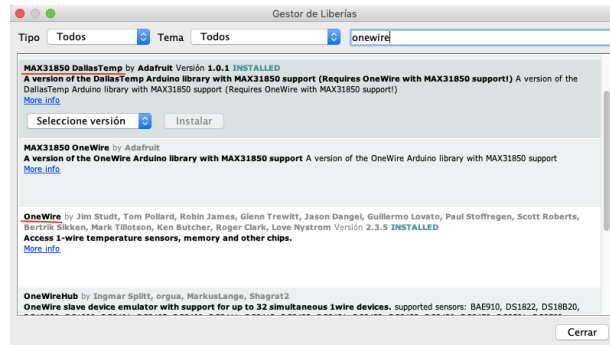 Gestor de Liberías
Tipo Todos Tema Todos onewire
MAX31850 DallasTemp by Adafruit Versión 1.0.1 INSTALLED
A version of the DallasTemp Arduino library with MAX31850 support (Requires OneWire with MAX31850 support!) A version of the
DallasTemp Arduino library with MAX31850 support (Requires OneWire with MAX31850 support!)
More info
Seleccione versión Instalar
MAX31850 OneWire by Adafruit
A version of the OneWire Arduino library with MAX31850 support A version of the OneWire Arduino library with MAX31850 support
More info
OneWire by Jim Studt, Tom Pollard, Robin James, Glenn Trewitt, Jason Dangel, Guillermo Lovato, Paul Stoffregen, Scott Roberts,
Bertrik Sikken, Mark Tillotson, Ken Butcher, Roger Clark, Love Nystrom Versión 2.3.5 INSTALLED
Access 1-wire temperature sensors, memory and other chips.
More info
OneWireHub by Ingmar Splitt, orgua, MarkusLange, Shagrat2
OneWire slave device emulator with support for up to 32 simultaneous 1wire devices. supported sensors: BAE910, DS1822, DS18B20,
Cerrar